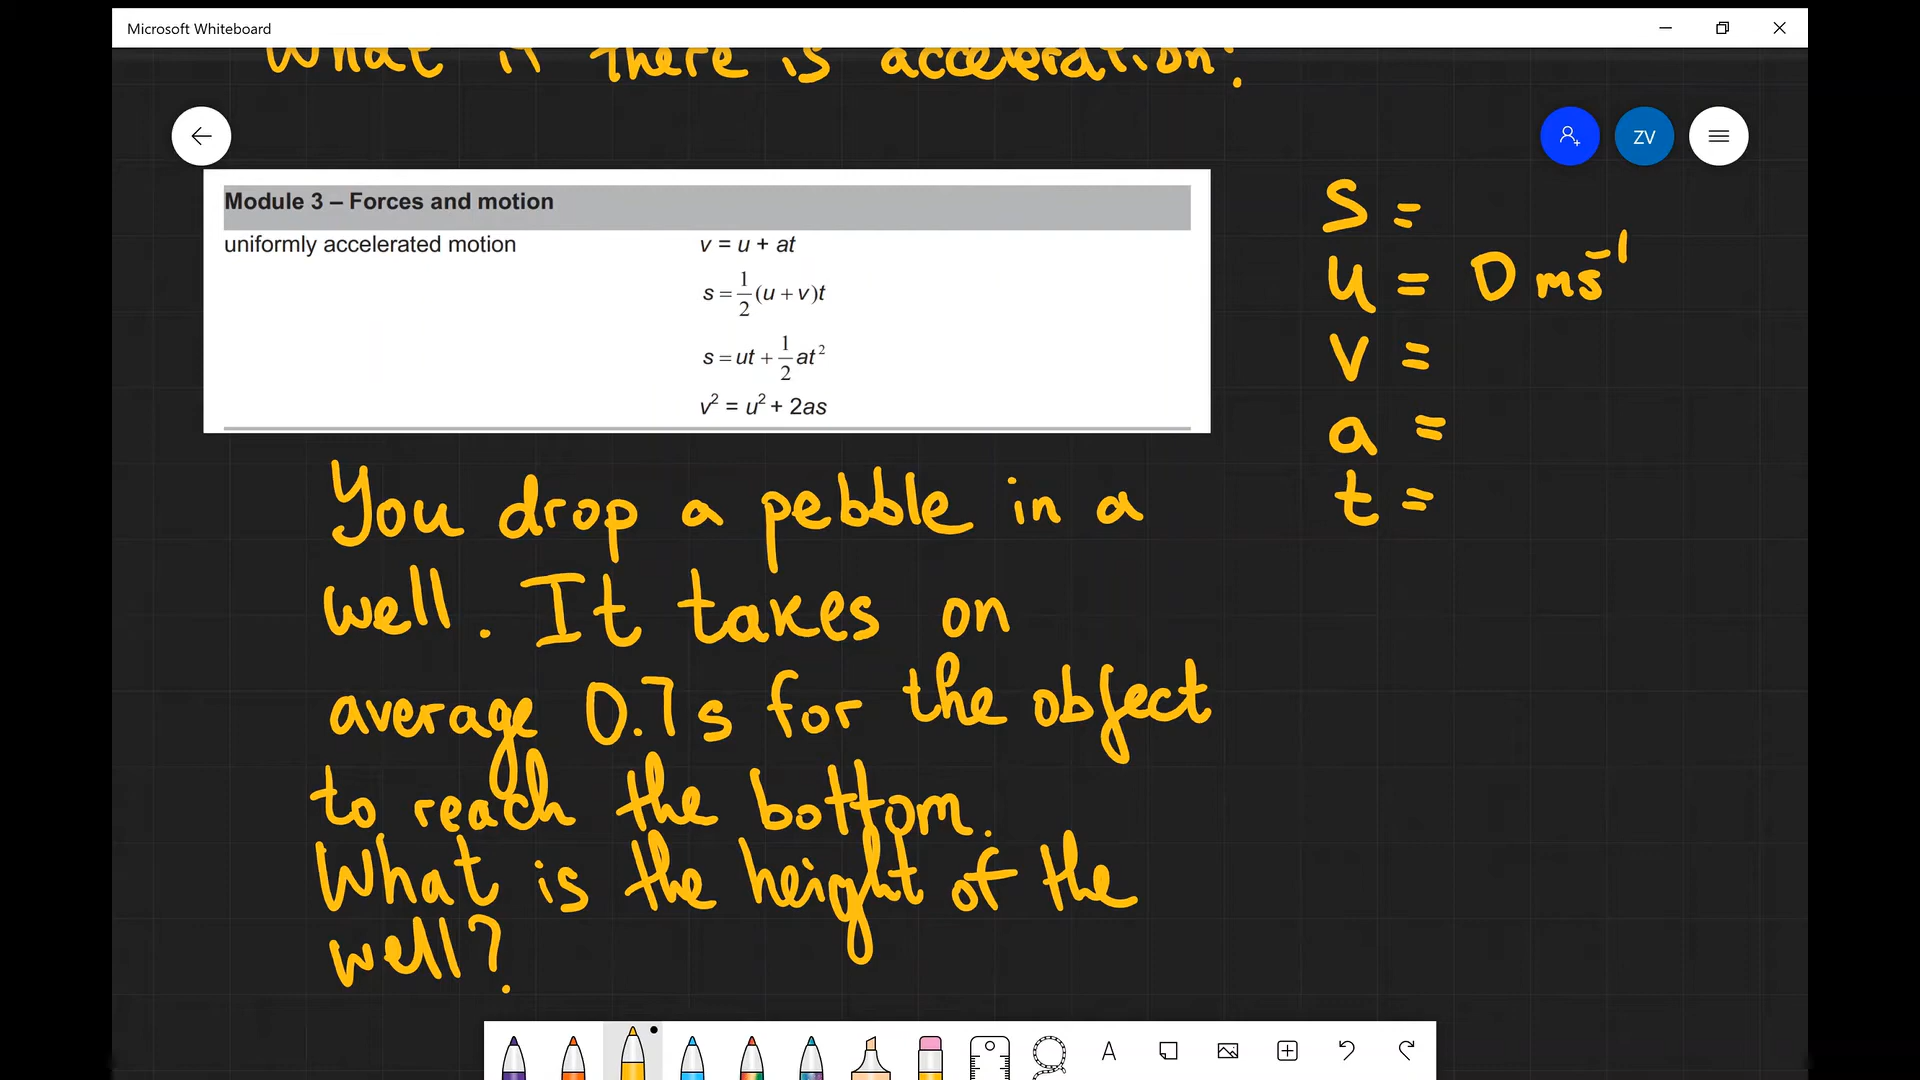 Microsoft Whiteboard
What if there is acceleration?
ZV
Module 3 – Forces and motion
uniformly accelerated motion
v = u + at
s = 1/2 (u + v)t
s = ut + 1/2 at²
v² = u² + 2as
S =
u = 0 ms⁻¹
V =
a =
t =
You drop a pebble in a
well. It takes on
average 0.7s for the object
to reach the bottom.
What is the height of the
well?
A